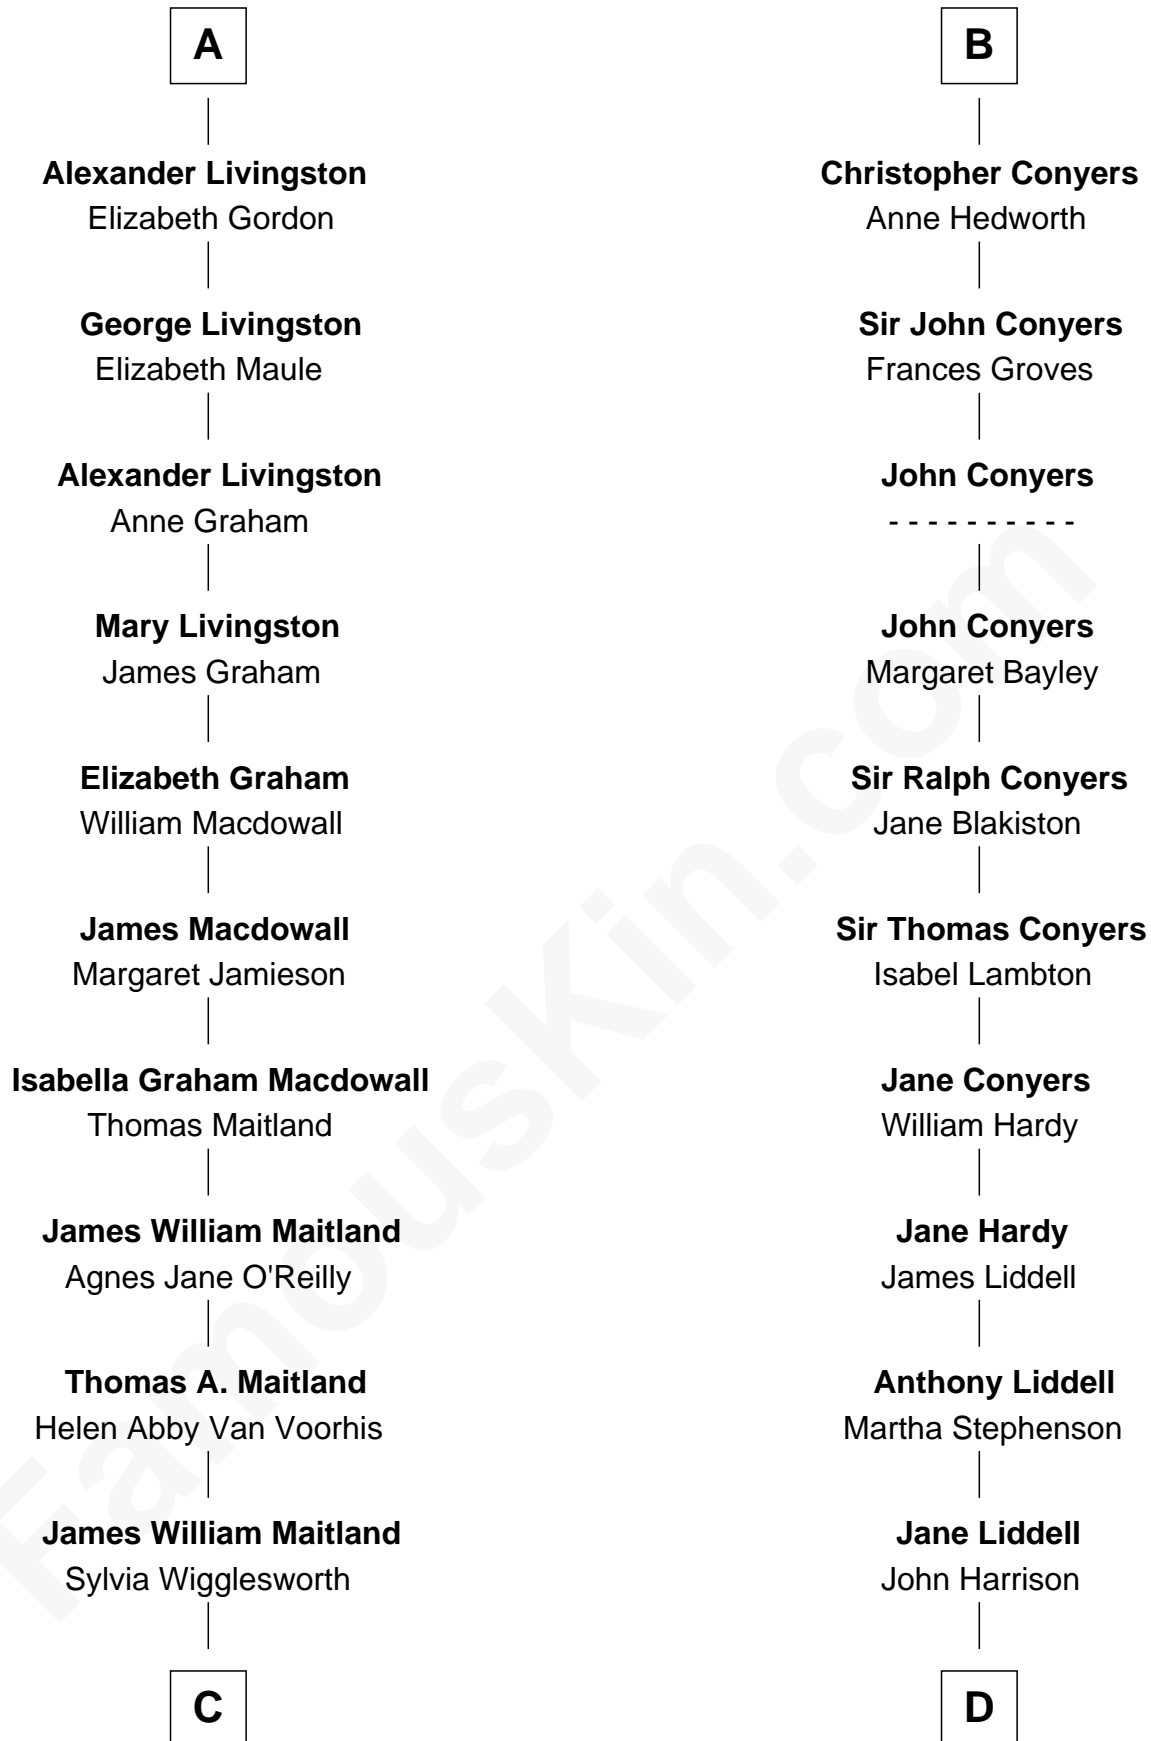 A
Alexander Livingston
Elizabeth Gordon
George Livingston
Elizabeth Maule
Alexander Livingston
Anne Graham
Mary Livingston
James Graham
Elizabeth Graham
William Macdowall
James Macdowall
Margaret Jamieson
Isabella Graham Macdowall
Thomas Maitland
James William Maitland
Agnes Jane O'Reilly
Thomas A. Maitland
Helen Abby Van Voorhis
James William Maitland
Sylvia Wigglesworth
C
B
Christopher Conyers
Anne Hedworth
Sir John Conyers
Frances Groves
John Conyers
- - - - - - - - - -
John Conyers
Margaret Bayley
Sir Ralph Conyers
Jane Blakiston
Sir Thomas Conyers
Isabel Lambton
Jane Conyers
William Hardy
Jane Hardy
James Liddell
Anthony Liddell
Martha Stephenson
Jane Liddell
John Harrison
D
FamousKin.com